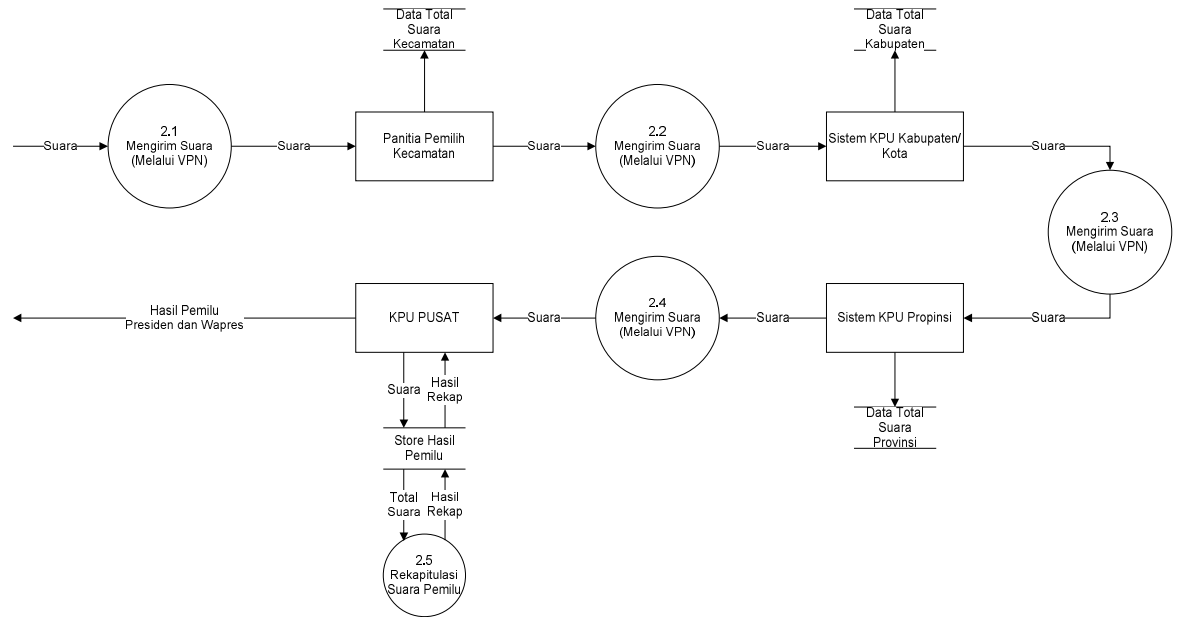 Data Total
Suara
Kecamatan
Data Total
Suara
Kabupaten
Suara
2.1
Mengirim Suara
(Melalui VPN)
Suara
Panitia Pemilih
Kecamatan
Suara
2.2
Mengirim Suara
(Melalui VPN)
Suara
Sistem KPU Kabupaten/
Kota
Suara
2.3
Mengirim Suara
(Melalui VPN)
Hasil Pemilu
Presiden dan Wapres
KPU PUSAT
Suara
2.4
Mengirim Suara
(Melalui VPN)
Suara
Sistem KPU Propinsi
Suara
Suara
Hasil
Rekap
Data Total
Suara
Provinsi
Store Hasil
Pemilu
Total
Suara
Hasil
Rekap
2.5
Rekapitulasi
Suara Pemilu